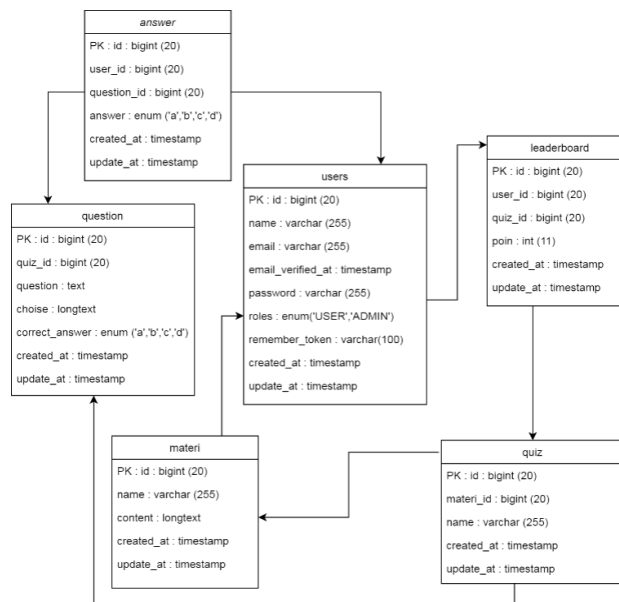 answer
PK : id : bigint (20)
user_id : bigint (20)
question_id : bigint (20)
answer : enum ('a','b','c','d')
created_at : timestamp
update_at : timestamp
question
PK : id : bigint (20)
quiz_id : bigint (20)
question : text
choise : longtext
correct_answer : enum ('a','b','c','d')
created_at : timestamp
update_at : timestamp
users
PK : id : bigint (20)
name : varchar (255)
email : varchar (255)
email_verified_at : timestamp
password : varchar (255)
roles : enum('USER','ADMIN')
remember_token : varchar(100)
created_at : timestamp
update_at : timestamp
leaderboard
PK : id : bigint (20)
user_id : bigint (20)
quiz_id : bigint (20)
poin : int (11)
created_at : timestamp
update_at : timestamp
materi
PK : id : bigint (20)
name : varchar (255)
content : longtext
created_at : timestamp
update_at : timestamp
quiz
PK : id : bigint (20)
materi_id : bigint (20)
name : varchar (255)
created_at : timestamp
update_at : timestamp